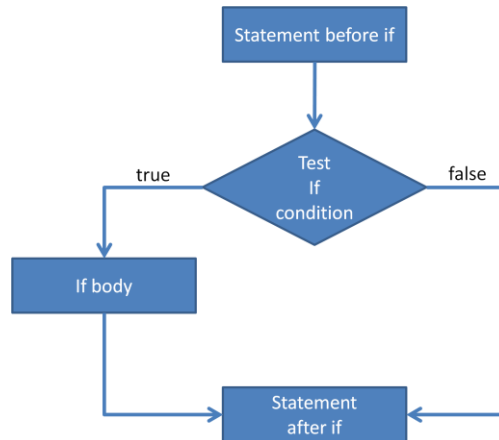 Statement before if
Test
If
condition
true
false
If body
Statement
after if